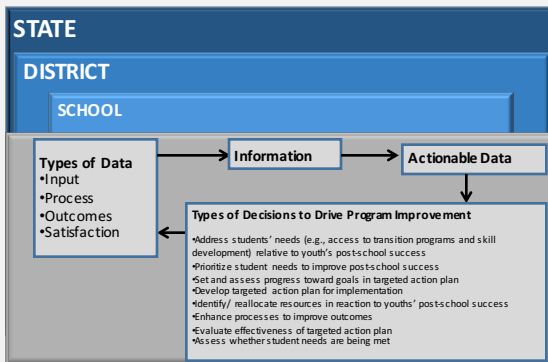 STATE
DISTRICT
SCHOOL
Types of Data
•Input
•Process
•Outcomes
•Satisfaction
Information
Actionable Data
Types of Decisions to Drive Program Improvement
•Address students’ needs (e.g., access to transition programs and skill
development) relative to youth’s post-school success
•Prioritize student needs to improve post-school success
•Set and assess progress toward goals in targeted action plan
•Develop targeted action plan for implementation
•Identify/ reallocate resources in reaction to youths’ post-school success
•Enhance processes to improve outcomes
•Evaluate effectiveness of targeted action plan
•Assess whether student needs are being met